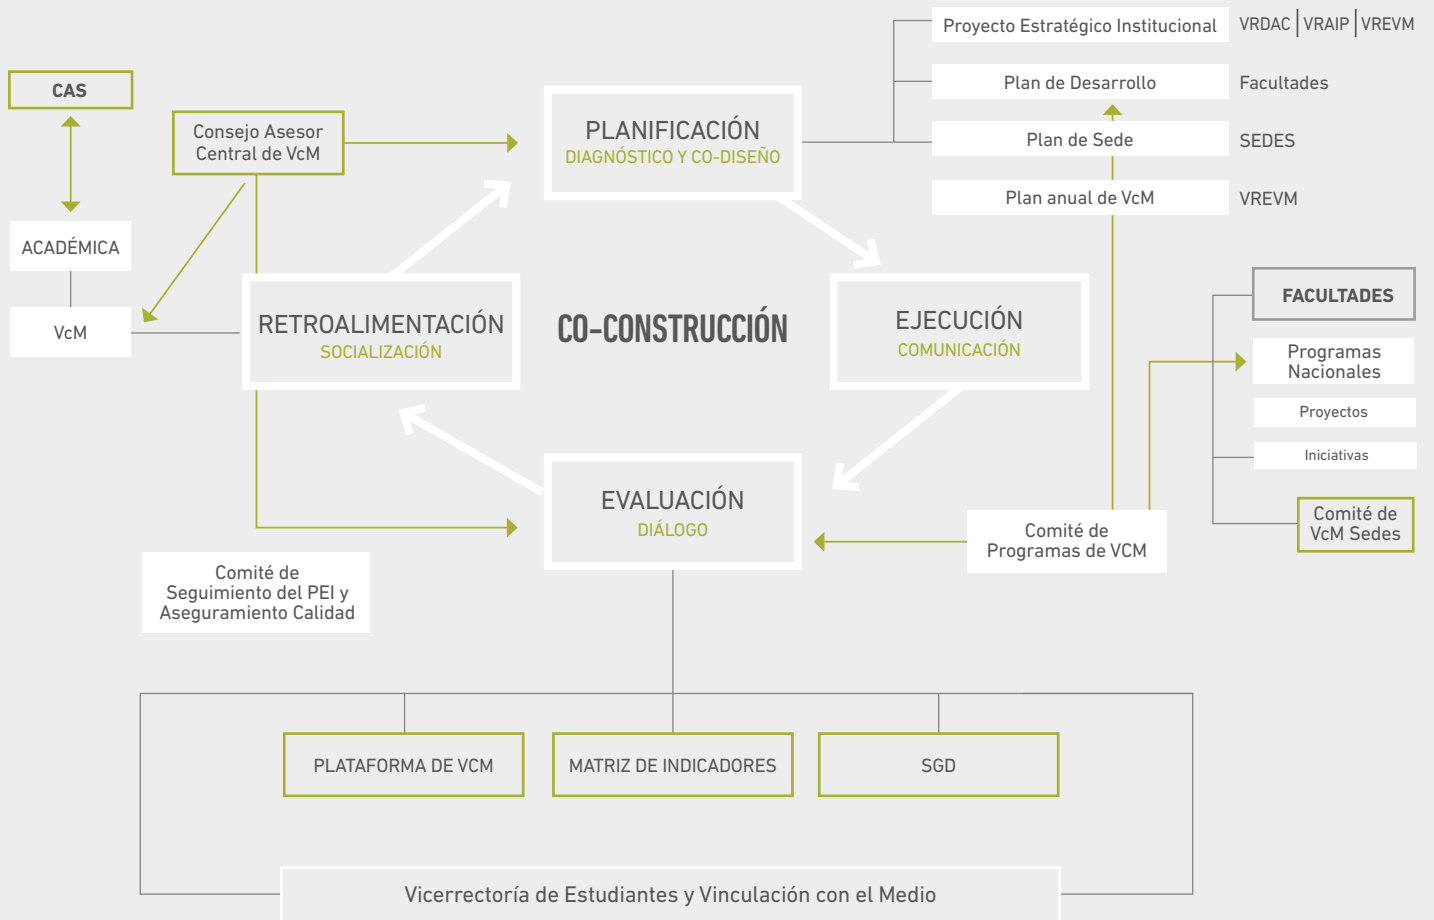 Proyecto Estratégico Institucional
VRDAC | VRAIP | VREVM
Plan de Desarrollo
Facultades
Plan de Sede
SEDES
Plan anual de VcM
VREVM
CAS
Consejo Asesor
Central de VcM
PLANIFICACIÓN
DIAGNÓSTICO Y CO-DISEÑO
ACADÉMICA
VcM
RETROALIMENTACIÓN
SOCIALIZACIÓN
CO-CONSTRUCCIÓN
EJECUCIÓN
COMUNICACIÓN
FACULTADES
Programas
Nacionales
Proyectos
Iniciativas
Comité de
VcM Sedes
EVALUACIÓN
DIÁLOGO
Comité de
Programas de VCM
Comité de
Seguimiento del PEI y
Aseguramiento Calidad
PLATAFORMA DE VCM
MATRIZ DE INDICADORES
SGD
Vicerrectoría de Estudiantes y Vinculación con el Medio